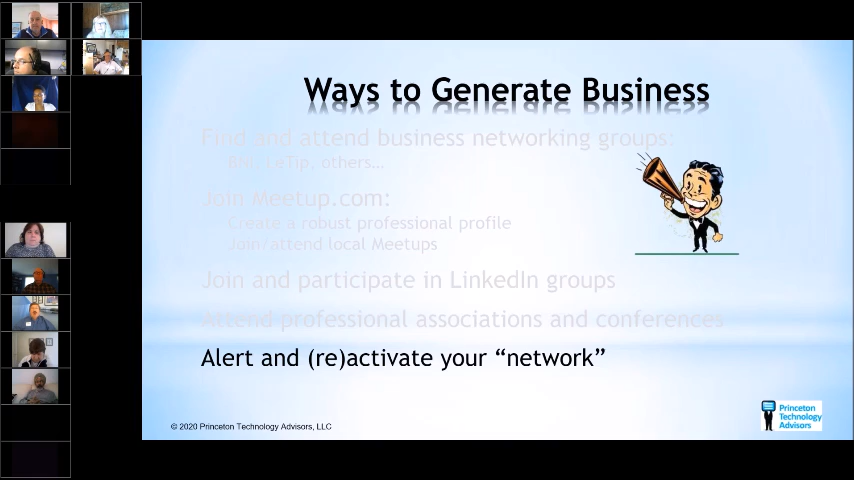 Ways to Generate Business
Find and attend business networking groups:
BNI, LeTip, others…
Join Meetup.com:
Create a robust professional profile
Join/attend local Meetups
Join and participate in LinkedIn groups
Attend professional associations and conferences
Alert and (re)activate your “network”
© 2020 Princeton Technology Advisors, LLC
Princeton
Technology
Advisors